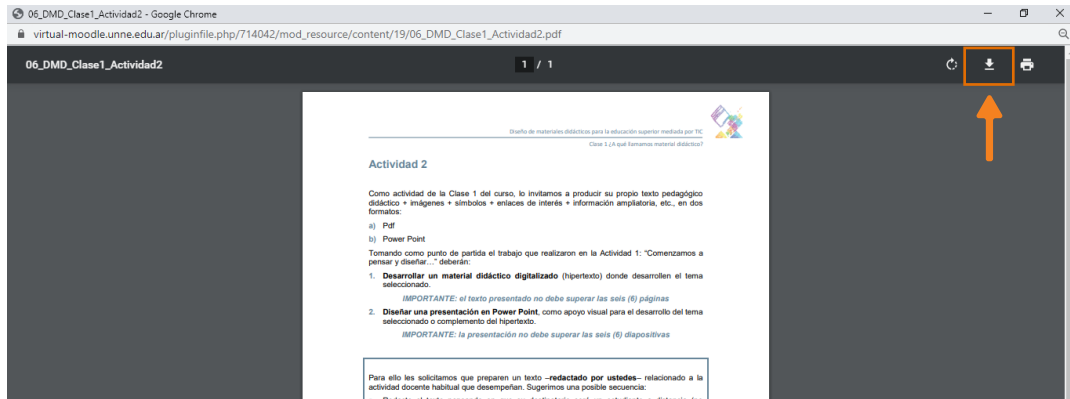 06_DMD_Clase1_Actividad2 - Google Chrome
virtual-moodle.unne.edu.ar/pluginfile.php/714042/mod_resource/content/19/06_DMD_Clase1_Actividad2.pdf
06_DMD_Clase1_Actividad2
1 / 1
Diseño de materiales didácticos para la educación superior mediada por TIC
Clase 1 ¿A qué llamamos material didáctico?
Actividad 2
Como actividad de la Clase 1 del curso, lo invitamos a producir su propio texto pedagógico
didáctico + imágenes + símbolos + enlaces de interés + información ampliatoria, etc., en dos
formatos:
a) Pdf
b) Power Point
Tomando como punto de partida el trabajo que realizaron en la Actividad 1: "Comenzamos a
pensar y diseñar…" deberán:
1. Desarrollar un material didáctico digitalizado (hipertexto) donde desarrollen el tema
seleccionado.
IMPORTANTE: el texto presentado no debe superar las seis (6) páginas
2. Diseñar una presentación en Power Point, como apoyo visual para el desarrollo del tema
seleccionado o complemento del hipertexto.
IMPORTANTE: la presentación no debe superar las seis (6) diapositivas
Para ello les solicitamos que preparen un texto –redactado por ustedes– relacionado a la
actividad docente habitual que desempeñan. Sugerimos una posible secuencia: